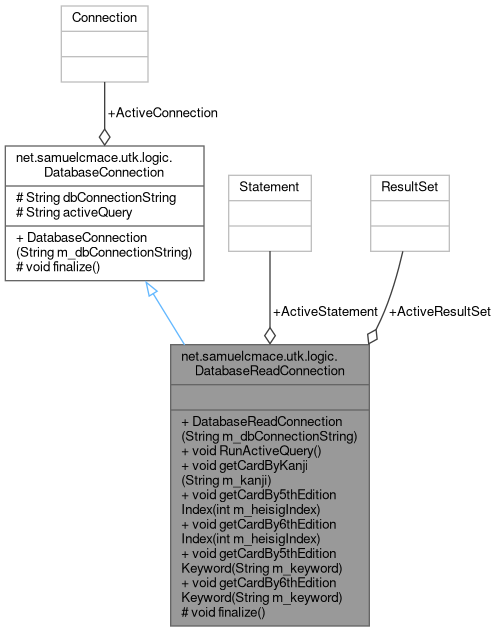 Connection
+ActiveConnection
net.samuelcmace.utk.logic.
DatabaseConnection
# String dbConnectionString
# String activeQuery
+ DatabaseConnection
(String m_dbConnectionString)
# void finalize()
Statement
ResultSet
+ActiveStatement
+ActiveResultSet
net.samuelcmace.utk.logic.
DatabaseReadConnection
+ DatabaseReadConnection
(String m_dbConnectionString)
+ void RunActiveQuery()
+ void getCardByKanji
(String m_kanji)
+ void getCardBy5thEdition
Index(int m_heisigIndex)
+ void getCardBy6thEdition
Index(int m_heisigIndex)
+ void getCardBy5thEdition
Keyword(String m_keyword)
+ void getCardBy6thEdition
Keyword(String m_keyword)
# void finalize()